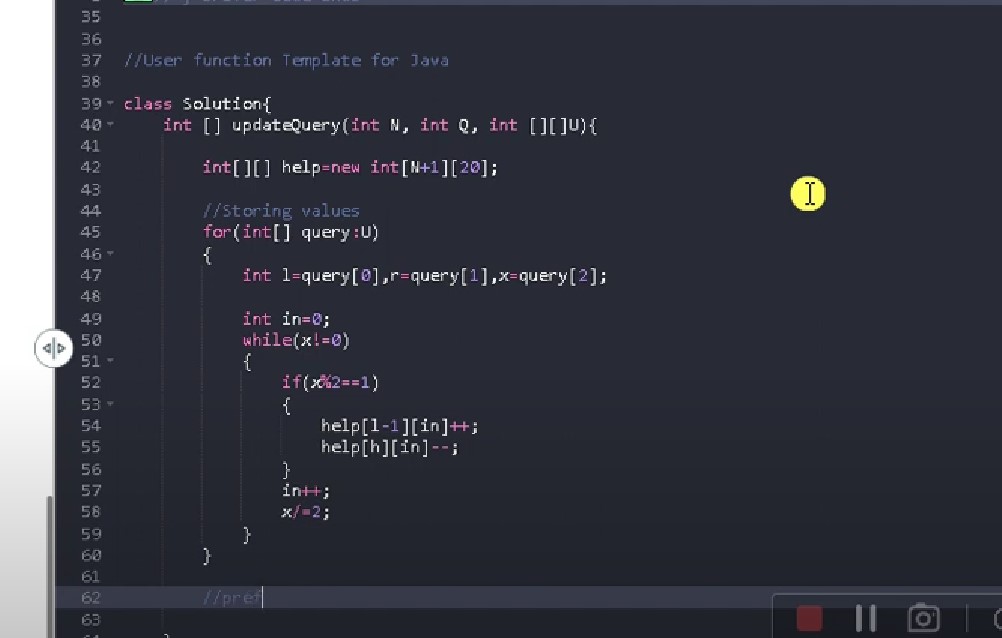 35
36
37 //User function Template for Java
38
39 class Solution{
40 int [] updateQuery(int N, int Q, int [][]U){
41
42 int[][] help=new int[N+1][20];
43
44 //Storing values
45 for(int[] query:U)
46 {
47 int l=query[0],r=query[1],x=query[2];
48
49 int in=0;
50 while(x!=0)
51 {
52 if(x%2==1)
53 {
54 help[l-1][in]++;
55 help[h][in]--;
56 }
57 in++;
58 x/=2;
59 }
60 }
61
62 //pref
63